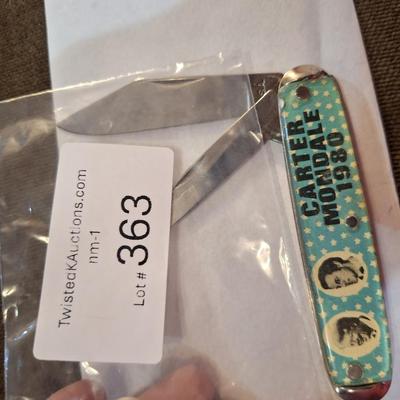 TwistedKAuctions.com
nm-1
Lot # 363
CARTER
MONDALE
1980